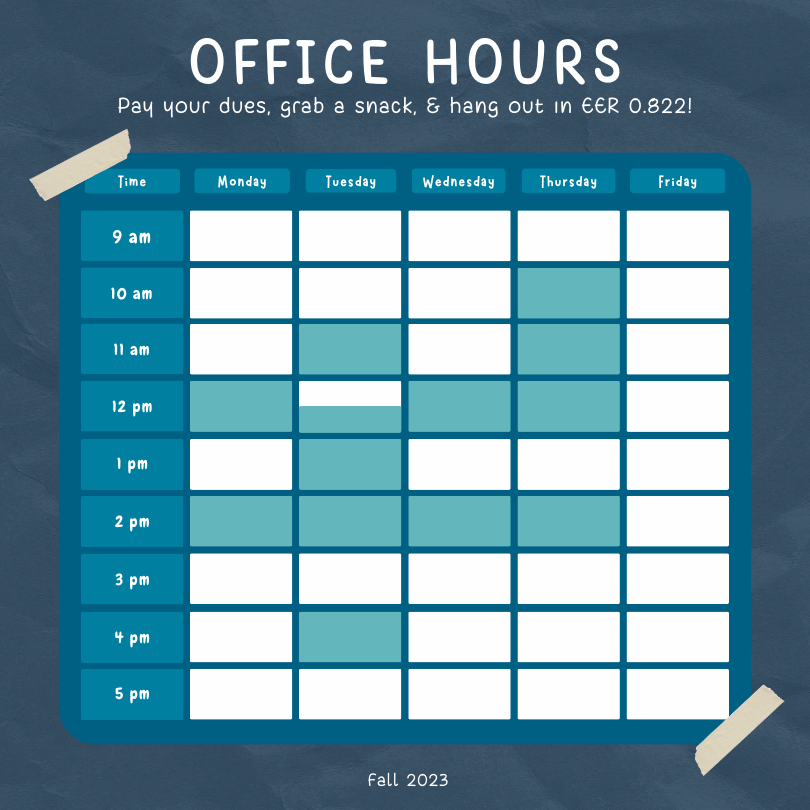 OFFICE HOURS
Pay your dues, grab a snack, & hang out in EER 0.822!
Time Monday Tuesday Wednesday Thursday Friday
9 am
10 am
11 am
12 pm
1 pm
2 pm
3 pm
4 pm
5 pm
Fall 2023